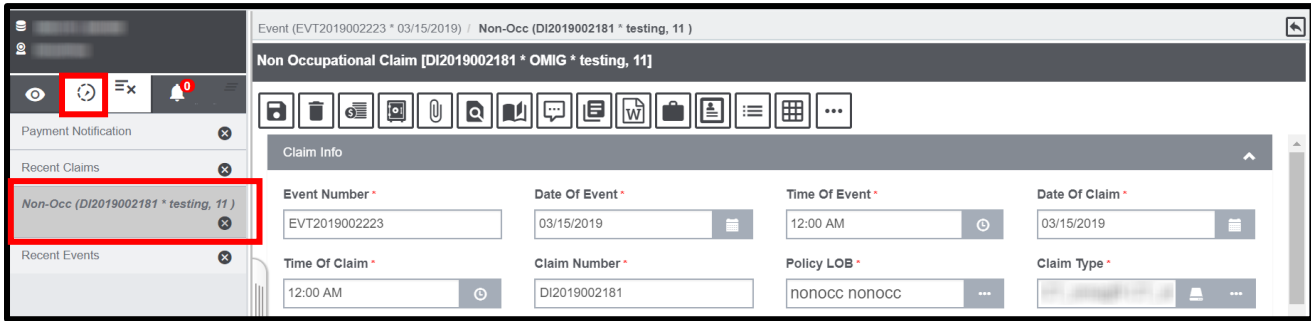 Event (EVT2019002223 * 03/15/2019) / Non-Occ (DI2019002181 * testing, 11 )
Non Occupational Claim [DI2019002181 * OMIG * testing, 11]
0
Payment Notification
Recent Claims
Non-Occ (DI2019002181 * testing, 11 )
Recent Events
W
Claim Info
Event Number * Date Of Event * Time Of Event * Date Of Claim *
EVT2019002223 03/15/2019 12:00 AM 03/15/2019
Time Of Claim * Claim Number * Policy LOB * Claim Type *
12:00 AM DI2019002181 nonocc nonocc